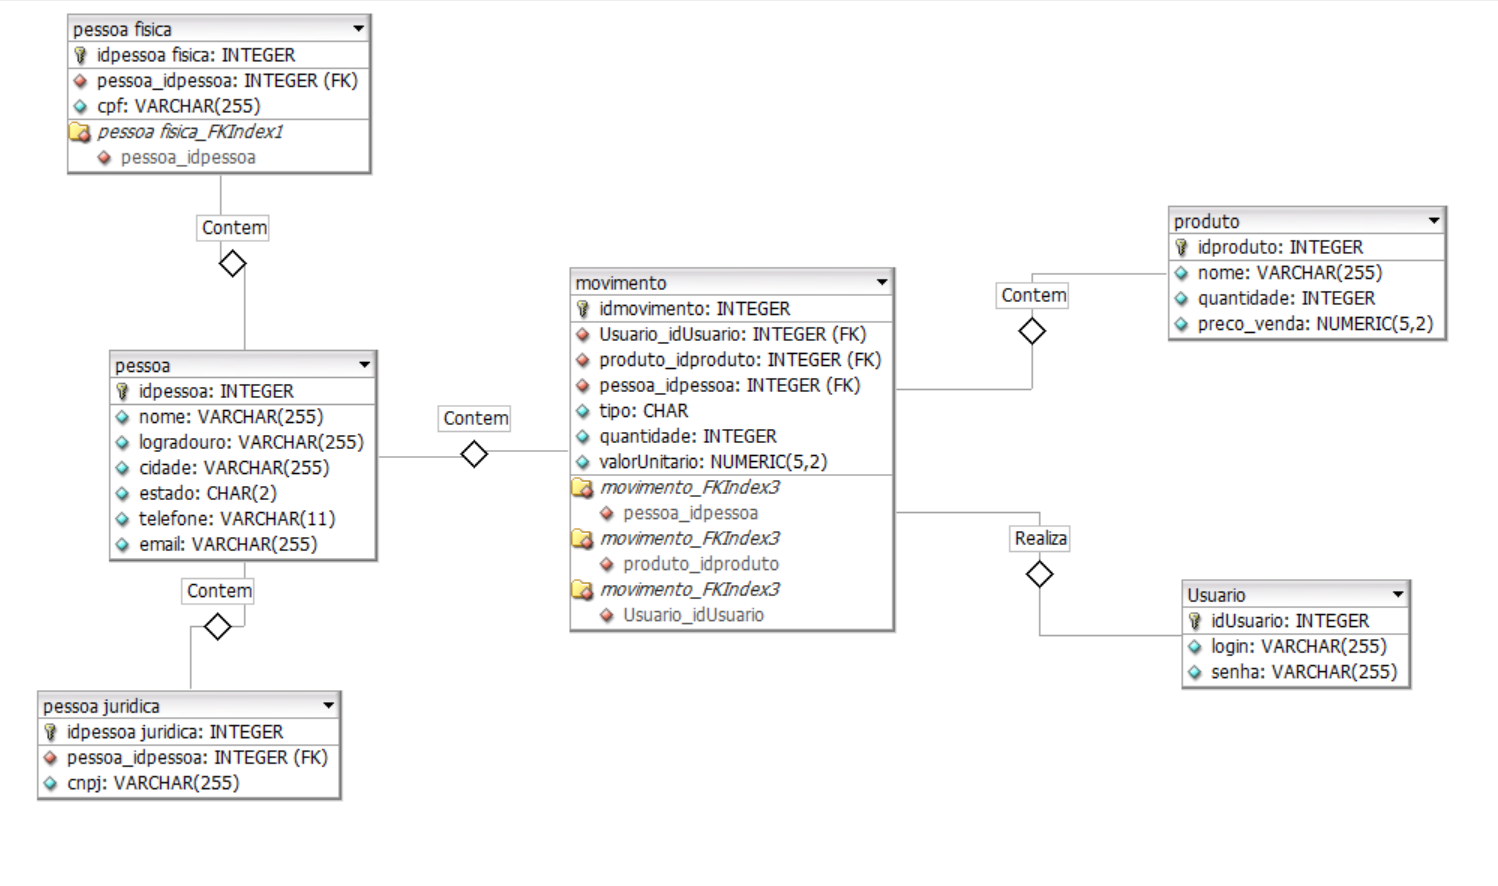 pessoa fisica
idpessoa fisica: INTEGER
pessoa_idpessoa: INTEGER (FK)
cpf: VARCHAR(255)
pessoa fisica_FKIndex1
pessoa_idpessoa
Contem
pessoa
idpessoa: INTEGER
nome: VARCHAR(255)
logradouro: VARCHAR(255)
cidade: VARCHAR(255)
estado: CHAR(2)
telefone: VARCHAR(11)
email: VARCHAR(255)
Contem
pessoa juridica
idpessoa juridica: INTEGER
pessoa_idpessoa: INTEGER (FK)
cnpj: VARCHAR(255)
Contem
movimento
idmovimento: INTEGER
Usuario_idUsuario: INTEGER (FK)
produto_idproduto: INTEGER (FK)
pessoa_idpessoa: INTEGER (FK)
tipo: CHAR
quantidade: INTEGER
valorUnitario: NUMERIC(5,2)
movimento_FKIndex3
pessoa_idpessoa
movimento_FKIndex3
produto_idproduto
movimento_FKIndex3
Usuario_idUsuario
Contem
produto
idproduto: INTEGER
nome: VARCHAR(255)
quantidade: INTEGER
preco_venda: NUMERIC(5,2)
Realiza
Usuario
idUsuario: INTEGER
login: VARCHAR(255)
senha: VARCHAR(255)